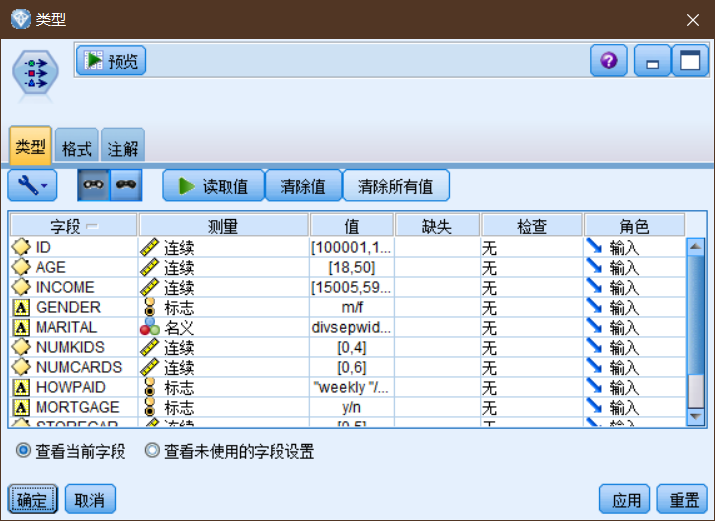 类型
预览
类型 格式 注解
读取值 清除值 清除所有值
字段 测量 值 缺失 检查 角色
ID 连续 [100001,1... 无 输入
AGE 连续 [18,50] 无 输入
INCOME 连续 [15005,59... 无 输入
A GENDER 标志 m/f 无 输入
A MARITAL 名义 divsepwid... 无 输入
NUMKIDS 连续 [0,4] 无 输入
NUMCARDS 连续 [0,6] 无 输入
A HOWPAID 标志 "weekly "/... 无 输入
A MORTGAGE 标志 y/n 无 输入
STORECAR 连续 [0,5] 无 输入
查看当前字段 查看未使用的字段设置
确定 取消 应用 重置